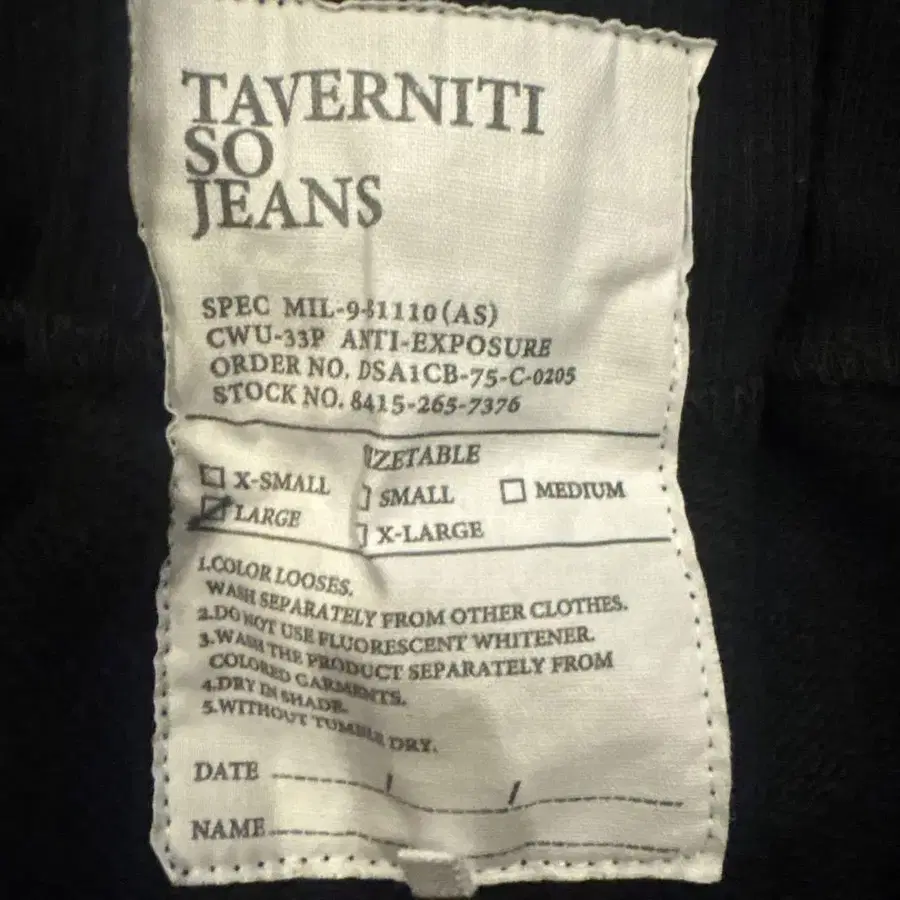 TAVERNITI
SO
JEANS
SPEC MIL-9-81110(AS)
CWU-33P ANTI-EXPOSURE
ORDER NO. DSA1CB-75-C-0205
STOCK NO. 8415-265-7376
IZETABLE
X-SMALL SMALL MEDIUM
LARGE X-LARGE
1.COLOR LOOSES.
WASH SEPARATELY FROM OTHER CLOTHES.
2.DO NOT USE FLUORESCENT WHITENER.
3.WASH THE PRODUCT SEPARATELY FROM
COLORED GARMENTS.
4.DRY IN SHADE.
5.WITHOUT TUMBLE DRY.
DATE / /
NAME